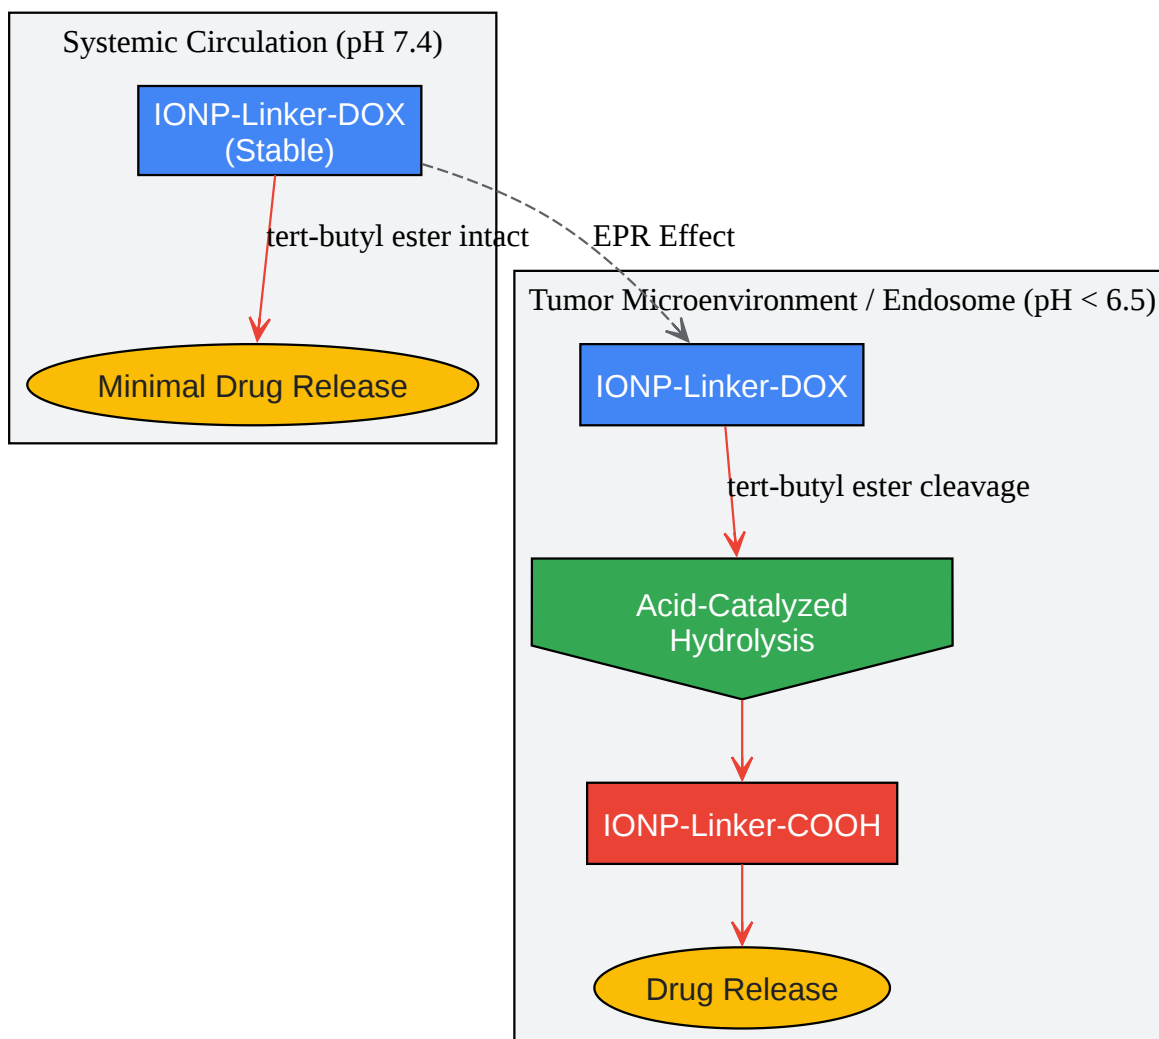 Systemic Circulation (pH 7.4)
IONP-Linker-DOX
(Stable)
tert-butyl ester intact
EPR Effect
Minimal Drug Release
Tumor Microenvironment / Endosome (pH < 6.5)
IONP-Linker-DOX
tert-butyl ester cleavage
Acid-Catalyzed
Hydrolysis
IONP-Linker-COOH
Drug Release